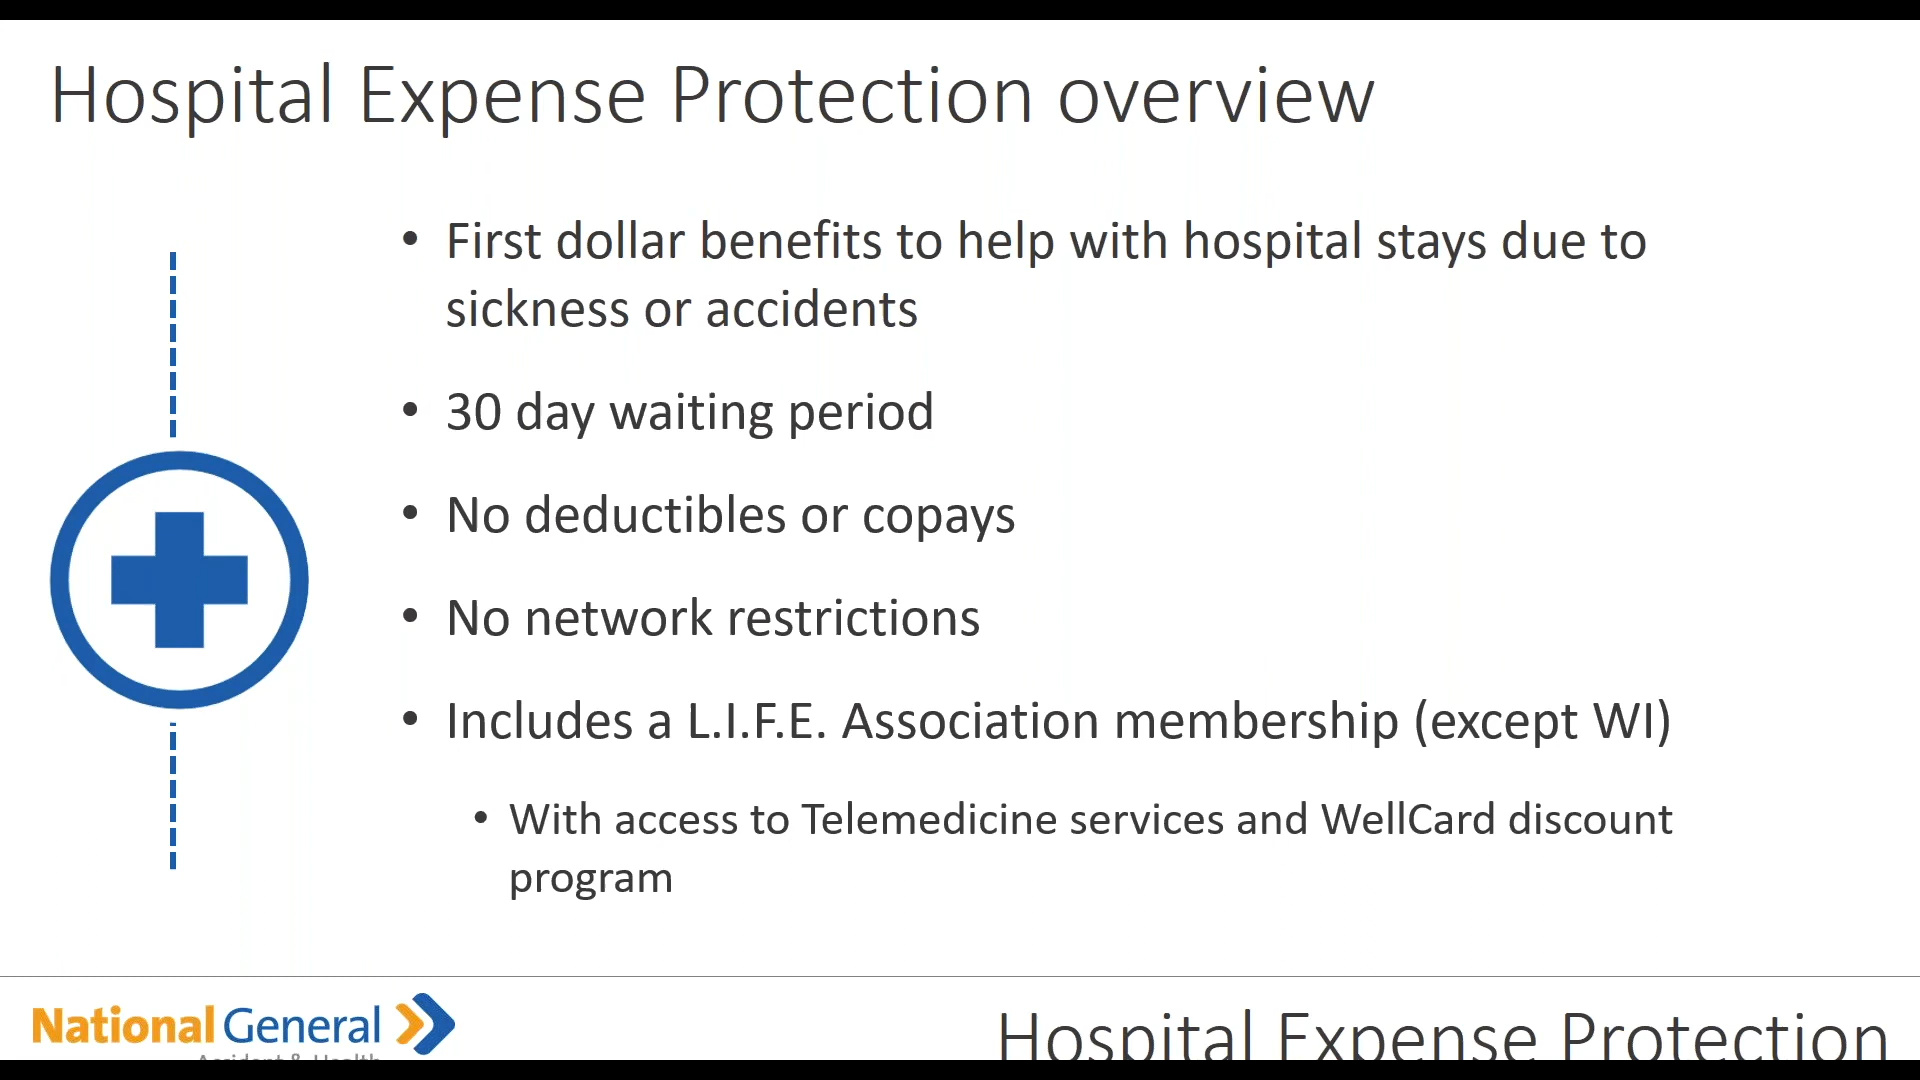 Hospital Expense Protection overview
• First dollar benefits to help with hospital stays due to
sickness or accidents
• 30 day waiting period
• No deductibles or copays
• No network restrictions
• Includes a L.I.F.E. Association membership (except WI)
• With access to Telemedicine services and WellCard discount
program
National General
Accident & Health
Hospital Expense Protection